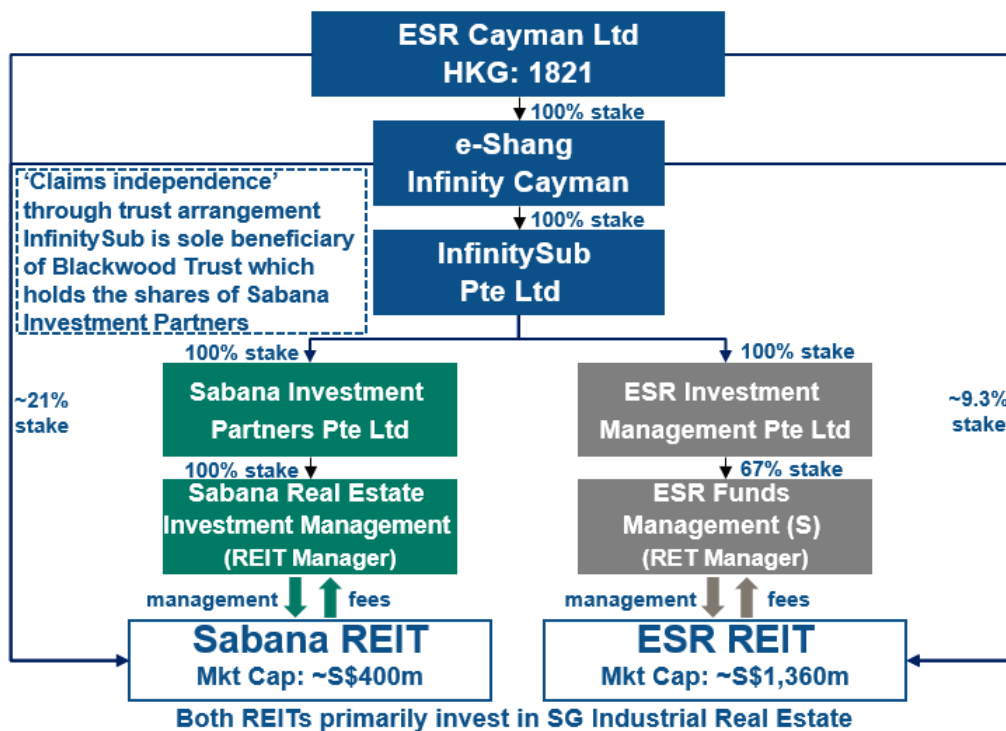 ESR Cayman Ltd
HKG: 1821
100% stake
e-Shang
Infinity Cayman
‘Claims independence’
through trust arrangement
InfinitySub is sole beneficiary
of Blackwood Trust which
holds the shares of Sabana
Investment Partners
100% stake
InfinitySub
Pte Ltd
100% stake
100% stake
Sabana Investment
Partners Pte Ltd
ESR Investment
Management Pte Ltd
~21%
stake
~9.3%
stake
100% stake
67% stake
Sabana Real Estate
Investment Management
(REIT Manager)
ESR Funds
Management (S)
(RET Manager)
management
fees
management
fees
Sabana REIT
Mkt Cap: ~S$400m
ESR REIT
Mkt Cap: ~S$1,360m
Both REITs primarily invest in SG Industrial Real Estate